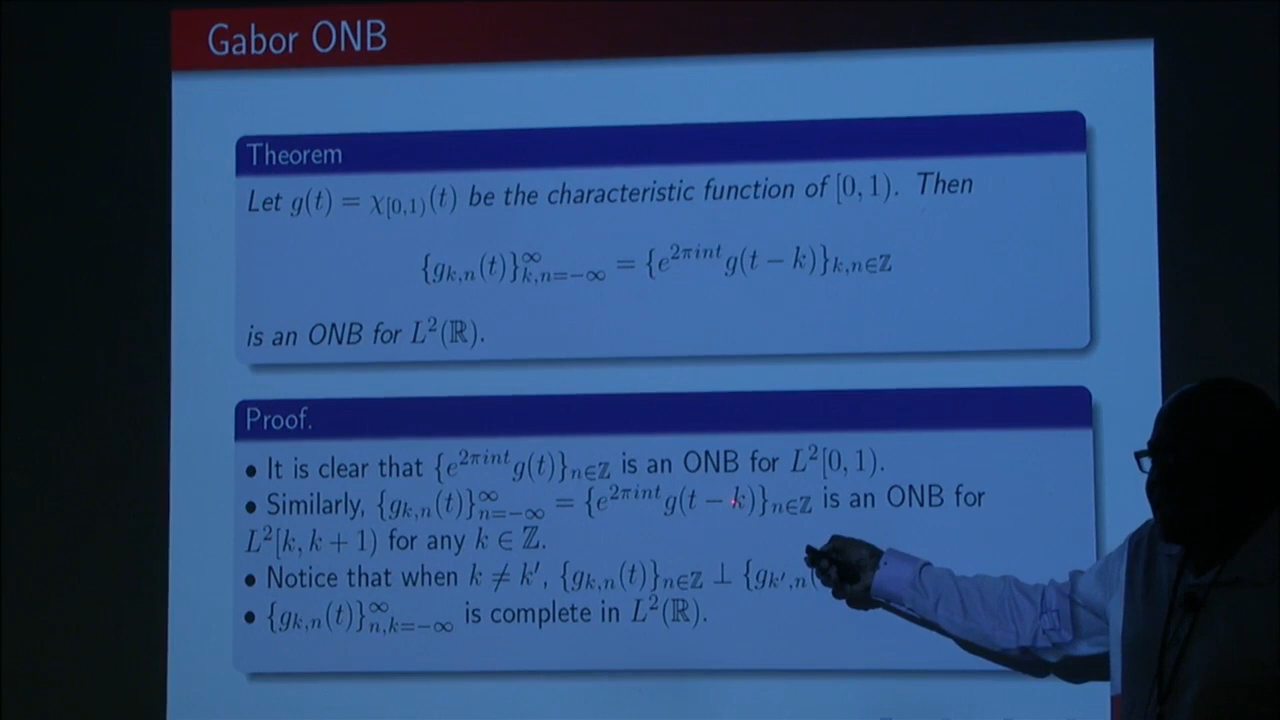 Gabor ONB
Theorem
Let g(t) = χ_{[0,1)}(t) be the characteristic function of [0, 1). Then
{g_{k,n}(t)}_{k,n=−∞}^{∞} = {e^{2πint} g(t − k)}_{k,n∈ℤ}
is an ONB for L²(ℝ).
Proof.
• It is clear that {e^{2πint} g(t)}_{n∈ℤ} is an ONB for L²[0, 1).
• Similarly, {g_{k,n}(t)}_{n=−∞}^{∞} = {e^{2πint} g(t − k)}_{n∈ℤ} is an ONB for
L²[k, k + 1) for any k ∈ ℤ.
• Notice that when k ≠ k′, {g_{k,n}(t)}_{n∈ℤ} ⊥ {g_{k′,n}(
• {g_{k,n}(t)}_{n,k=−∞}^{∞} is complete in L²(ℝ).